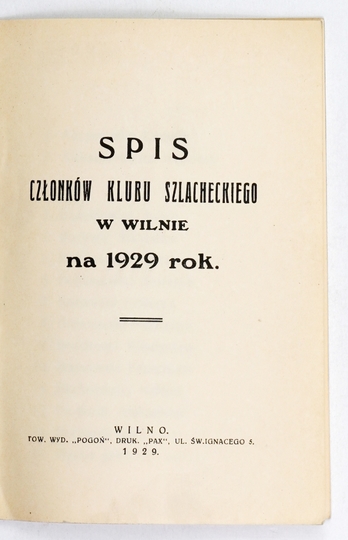 SPIS
CZŁONKÓW KLUBU SZLACHECKIEGO
W WILNIE
na 1929 rok.
WILNO.
TOW. WYD. „POGOŃ", DRUK. „PAX", UL. ŚW.IGNACEGO 5.
1929.